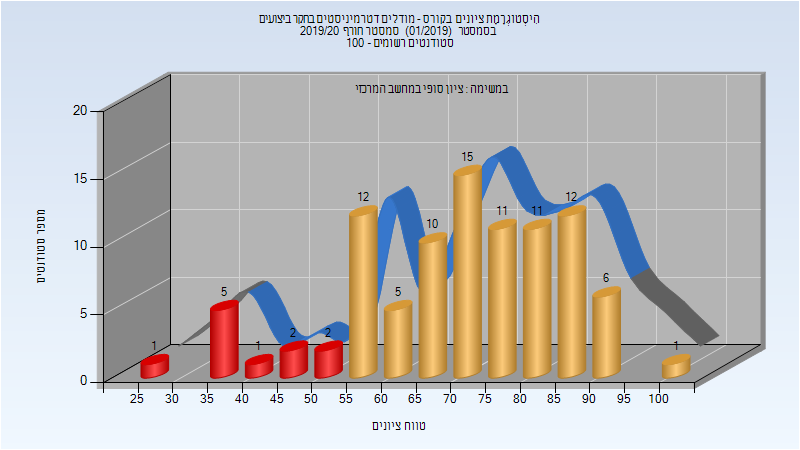 היסטוגרמת ציונים בקורס - מודלים דטרמיניסטים בחקר ביצועים
בסמסטר (01/2019) סמסטר חורף 2019/20
סטודנטים רשומים - 100
במשימה : ציון סופי במחשב המרכזי
מספר סטודנטים
20
15
10
5
0
1
5
1
2
2
12
5
10
15
11
11
12
6
1
25 30 35 40 45 50 55 60 65 70 75 80 85 90 95 100
טווח ציונים